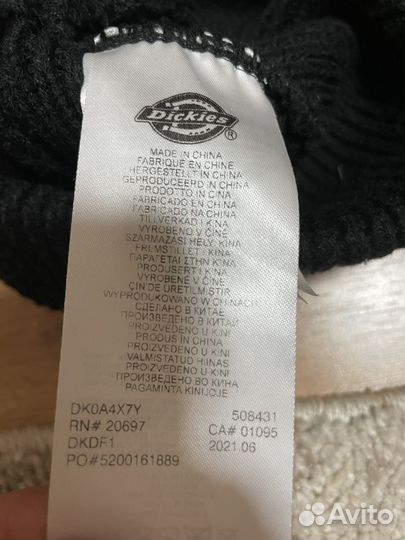 Dickies
®
MADE IN CHINA
FABRIQUE EN CHINE
HERGESTELLT IN CHINA
GEPRODUCEERD IN CHINA
PRODOTTO IN CINA
FABRICADO EN CHINA
FABRICADO NA CHINA
TILLVERKAD I KINA
VYROBENO V ČÍNĚ
SZÁRMAZÁSI HELY: KÍNA
FREMSTILLET I KINA
ΠΑΡΑΓΕΤΑΙ ΣΤΗΝ ΚΙΝΑ
PRODUSERT I KINA
VYROBENÉ V ČÍNE
ÇİN DE ÜRETİLMİŞTİR
WYPRODUKOWANO W CHINACH
СДЕЛАНО В КИТАЕ
ПРОИЗВЕДЕНО В КИТАЙ
PROIZVEDENO U KINI
PRODUS IN CHINA
PROIZVEDENO U KINI
VALMISTATUD HIINAS
PROIZVEDENO U KINI
ПРОИЗВЕДЕНО ВО КИНА
PAGAMINTA KINIJOJE
DK0A4X7Y 508431
RN# 20697 CA# 01095
DKDF1 2021.06
PO#5200161889
Avito